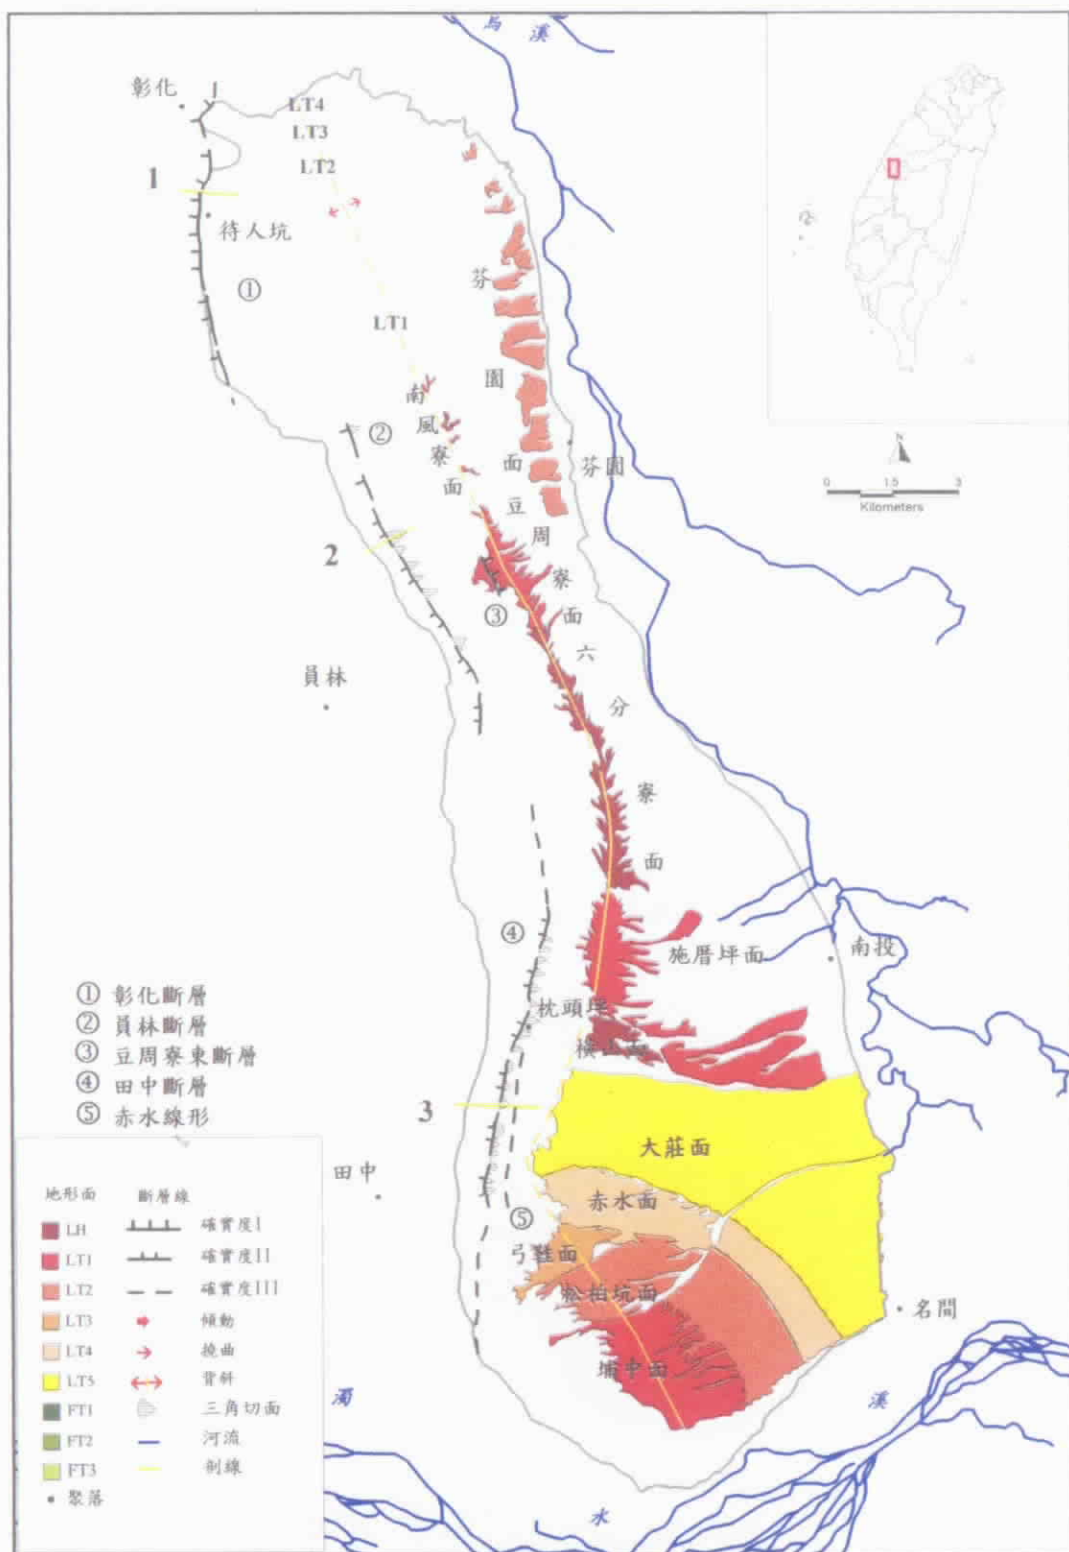 烏
溪
彰化
LT4
LT3
LT2
1
待人坑
①
芬
園
面
LT1
南
風
寮
面
②
芬園
N
0 1.5 3
Kilometers
2
豆
周
寮
面
③
六
分
寮
面
員林
④
施厝坪面
南投
枕頭坪
橫山面
① 彰化斷層
② 員林斷層
③ 豆周寮東斷層
④ 田中斷層
⑤ 赤水線形
3
大莊面
田中
赤水面
⑤
弓鞋面
松柏坑面
名間
埔中面
濁
水
溪
地形面 斷層線
LH 確實度I
LT1 確實度II
LT2 確實度III
LT3 傾動
LT4 撓曲
LT5 背斜
FT1 三角切面
FT2 河流
FT3 剖線
聚落